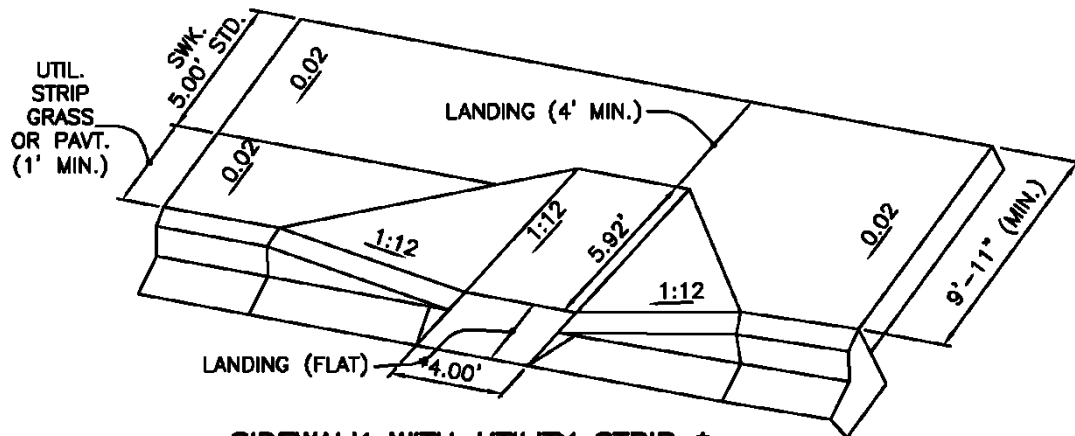 SWK.
5.00' STD.
UTIL.
STRIP
GRASS
OR PAVT.
(1' MIN.)
0.02
LANDING (4' MIN.)
0.02
1:12
1:12
5.92'
0.02
1:12
9'-11" (MIN.)
LANDING (FLAT)
*4.00'